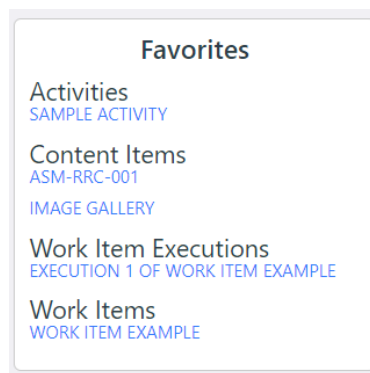 Favorites
Activities
SAMPLE ACTIVITY
Content Items
ASM-RRC-001
IMAGE GALLERY
Work Item Executions
EXECUTION 1 OF WORK ITEM EXAMPLE
Work Items
WORK ITEM EXAMPLE